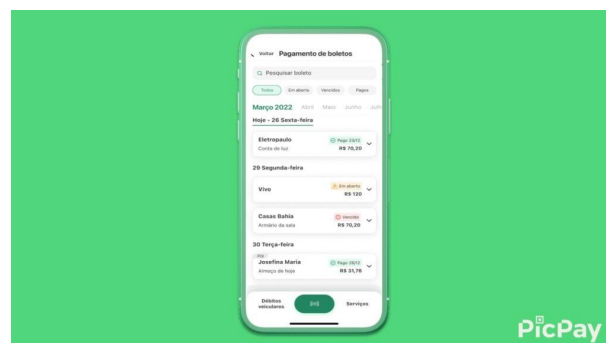 Voltar Pagamento de boletos
Pesquisar boleto
Todos Em aberto Vencidos Pagos
Março 2022 Abril Maio Junho Julh
Hoje - 26 Sexta-feira
Eletropaulo Pago 23/12
Conta de luz R$ 70,20
29 Segunda-feira
Vivo Em aberto
R$ 120
Casas Bahia Vencido
Armário da sala R$ 70,20
30 Terça-feira
PIX
Josefina Maria Pago 28/12
Almoço de hoje R$ 31,76
Débitos veiculares Serviços
PicPay